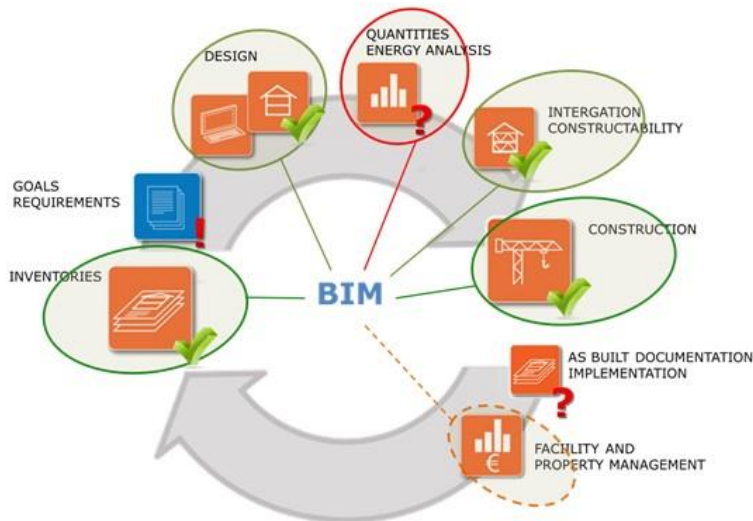 QUANTITIES
ENERGY ANALYSIS
DESIGN
INTERGATION
CONSTRUCTABILITY
GOALS
REQUIREMENTS
!
?
CONSTRUCTION
INVENTORIES
BIM
AS BUILT DOCUMENTATION
IMPLEMENTATION
?
€
FACILITY AND
PROPERTY MANAGEMENT